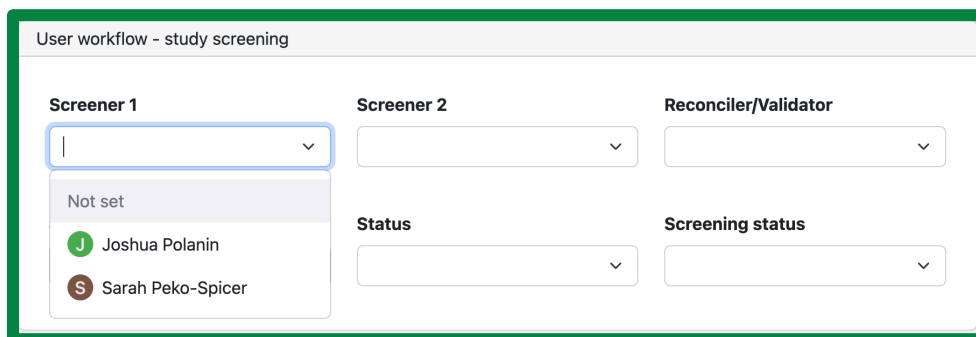 User workflow - study screening
Screener 1
Screener 2
Reconciler/Validator
Not set
J Joshua Polanin
S Sarah Peko-Spicer
Status
Screening status